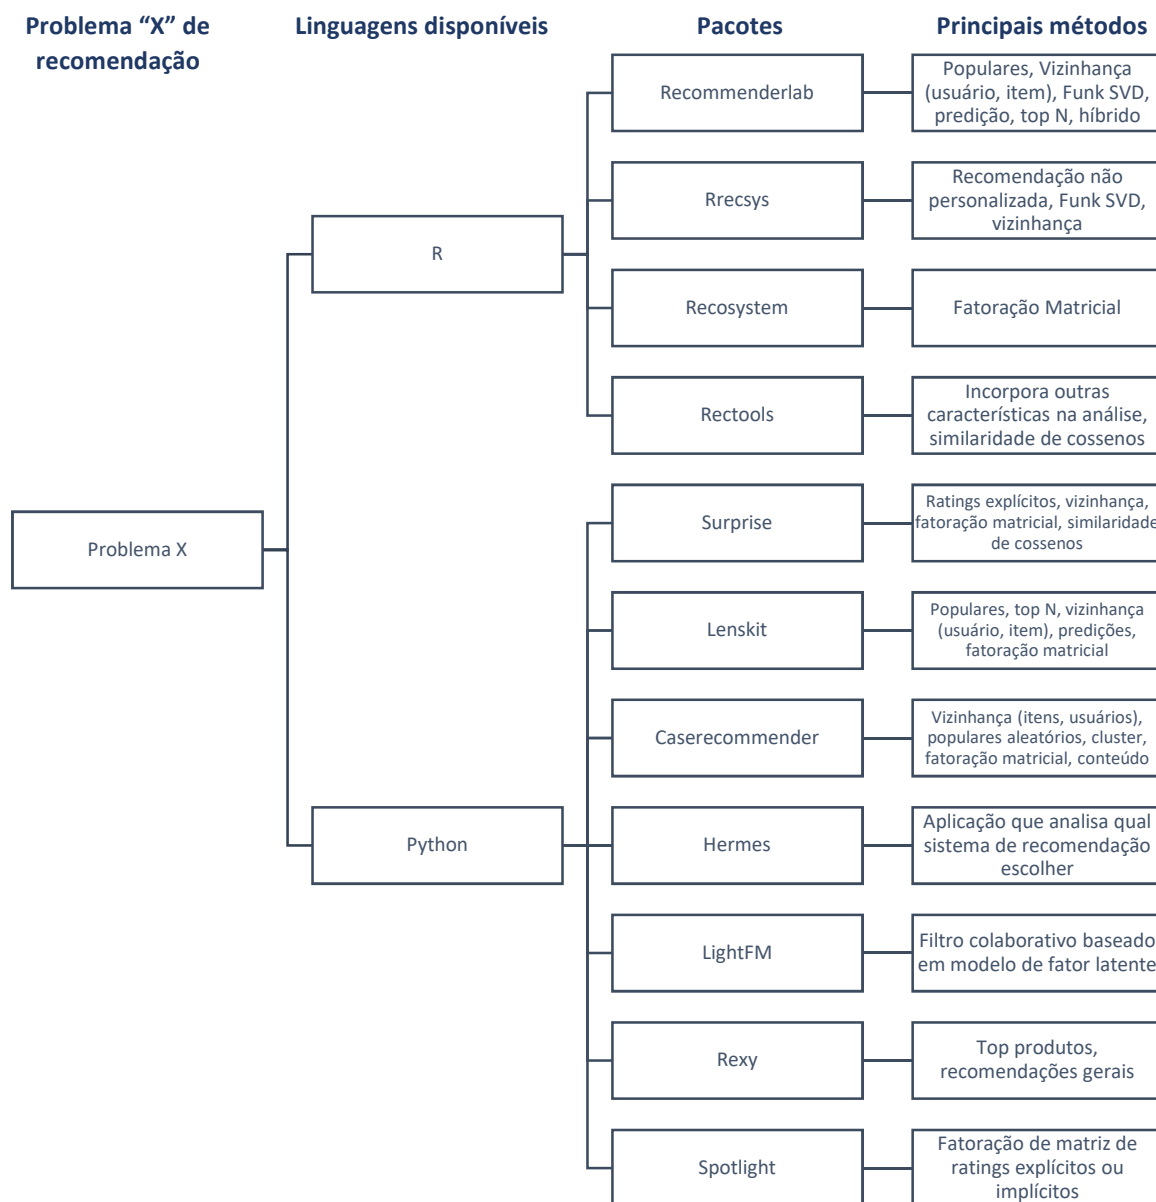 Problema “X” de
recomendação
Linguagens disponíveis
Pacotes
Principais métodos
Problema X
R
Recommenderlab
Populares, Vizinhança
(usuário, item), Funk SVD,
predição, top N, híbrido
Rrecsys
Recomendação não
personalizada, Funk SVD,
vizinhança
Recosystem
Fatoração Matricial
Rectools
Incorpora outras
características na análise,
similaridade de cossenos
Python
Surprise
Ratings explícitos, vizinhança,
fatoração matricial, similaridade
de cossenos
Lenskit
Populares, top N, vizinhança
(usuário, item), predições,
fatoração matricial
Caserecommender
Vizinhança (itens, usuários),
populares aleatórios, cluster,
fatoração matricial, conteúdo
Hermes
Aplicação que analisa qual
sistema de recomendação
escolher
LightFM
Filtro colaborativo baseado
em modelo de fator latente
Rexy
Top produtos,
recomendações gerais
Spotlight
Fatoração de matriz de
ratings explícitos ou
implícitos